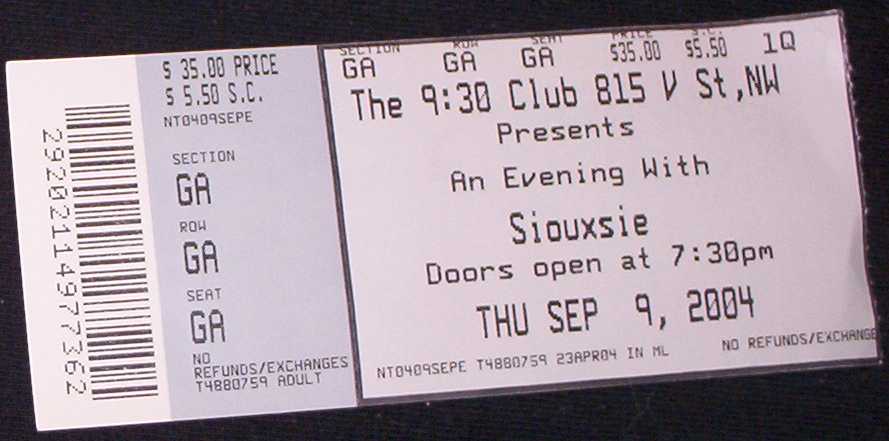 29202114977362
$ 35.00 PRICE
$ 5.50 S.C.
NT0409SEPE
SECTION
GA
ROW
GA
SEAT
GA
NO
REFUNDS/EXCHANGES
T4880759 ADULT
SECTION ROW SEAT PRICE S.C.
GA GA GA $35.00 $5.50 1Q
The 9:30 Club 815 V St,NW
Presents
An Evening With
Siouxsie
Doors open at 7:30pm
THU SEP 9, 2004
NT0409SEPE T4880759 23APR04 IN ML NO REFUNDS/EXCHANGE